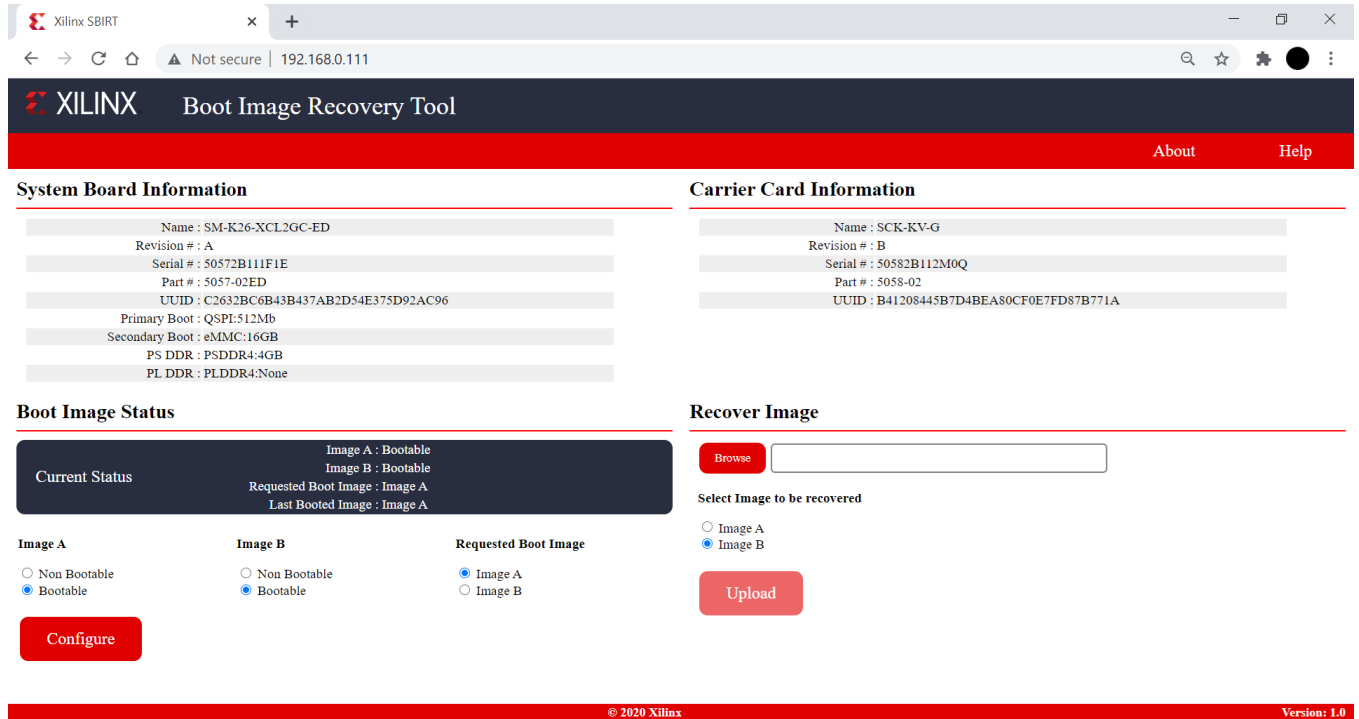 Xilinx SBIRT
Not secure | 192.168.0.111
XILINX Boot Image Recovery Tool
About Help
System Board Information
Name : SM-K26-XCL2GC-ED
Revision # : A
Serial # : 50572B111F1E
Part # : 5057-02ED
UUID : C2632BC6B43B437AB2D54E375D92AC96
Primary Boot : QSPI:512Mb
Secondary Boot : eMMC:16GB
PS DDR : PSDDR4:4GB
PL DDR : PLDDR4:None
Carrier Card Information
Name : SCK-KV-G
Revision # : B
Serial # : 50582B112M0Q
Part # : 5058-02
UUID : B41208445B7D4BEA80CF0E7FD87B771A
Boot Image Status
Current Status
Image A : Bootable
Image B : Bootable
Requested Boot Image : Image A
Last Booted Image : Image A
Image A
Non Bootable
Bootable
Image B
Non Bootable
Bootable
Requested Boot Image
Image A
Image B
Configure
Recover Image
Browse
Select Image to be recovered
Image A
Image B
Upload
© 2020 Xilinx
Version: 1.0